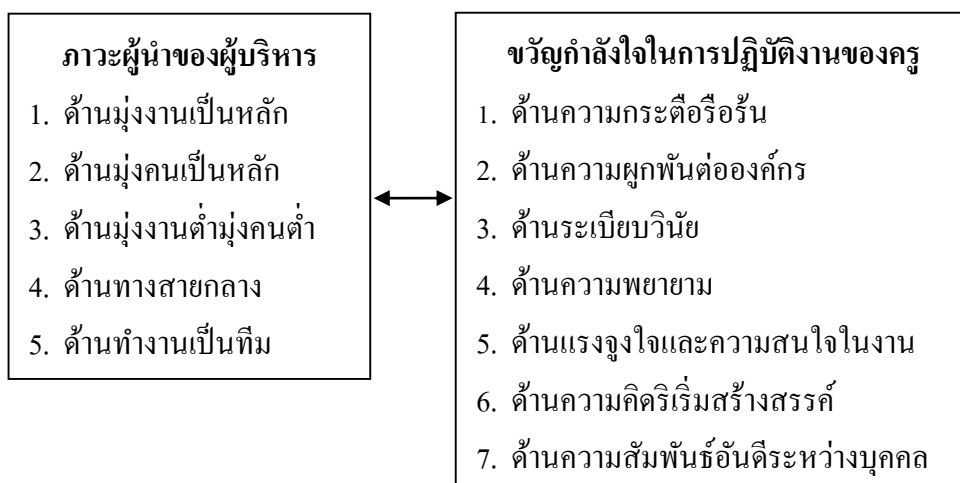 ภาวะผู้นำของผู้บริหาร
1. ด้านมุ่งงานเป็นหลัก
2. ด้านมุ่งคนเป็นหลัก
3. ด้านมุ่งงานต่ำมุ่งคนต่ำ
4. ด้านทางสายกลาง
5. ด้านทำงานเป็นทีม
ขวัญกำลังใจในการปฏิบัติงานของครู
1. ด้านความกระตือรือร้น
2. ด้านความผูกพันต่อองค์กร
3. ด้านระเบียบวินัย
4. ด้านความพยายาม
5. ด้านแรงจูงใจและความสนใจในงาน
6. ด้านความคิดริเริ่มสร้างสรรค์
7. ด้านความสัมพันธ์อันดีระหว่างบุคคล